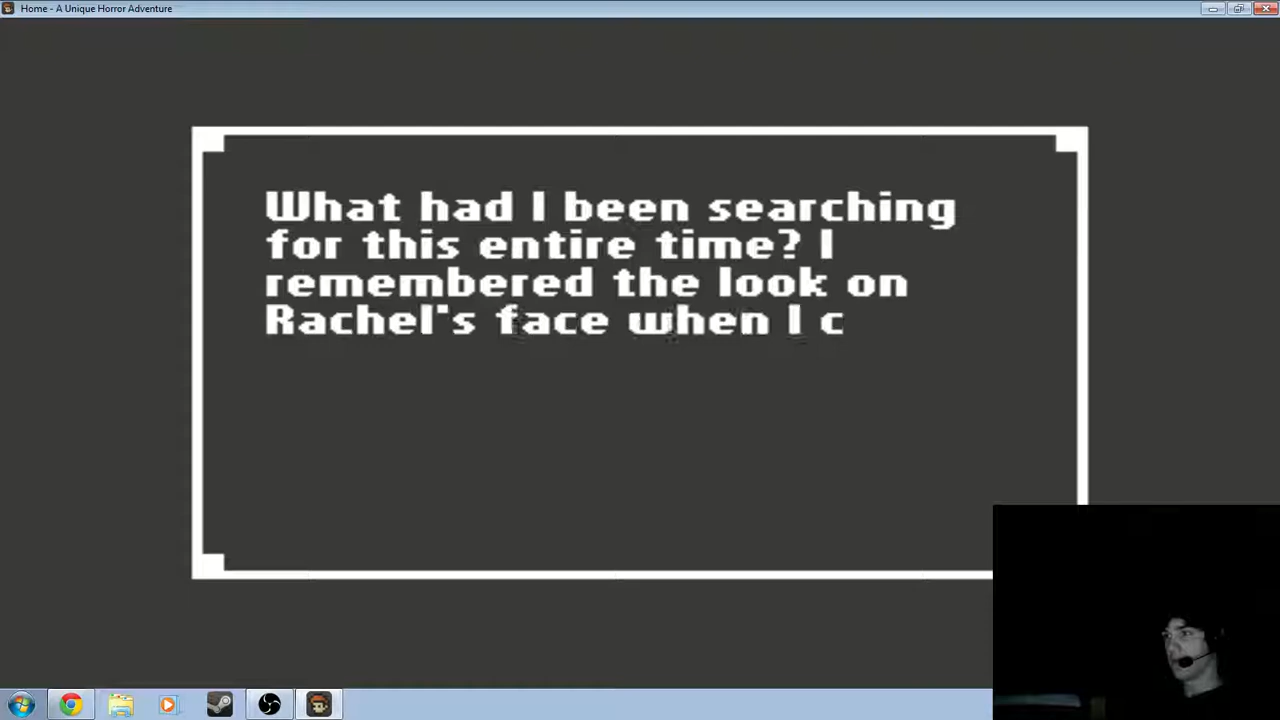 Home - A Unique Horror Adventure
What had I been searching
for this entire time? I
remembered the look on
Rachel's face when I c